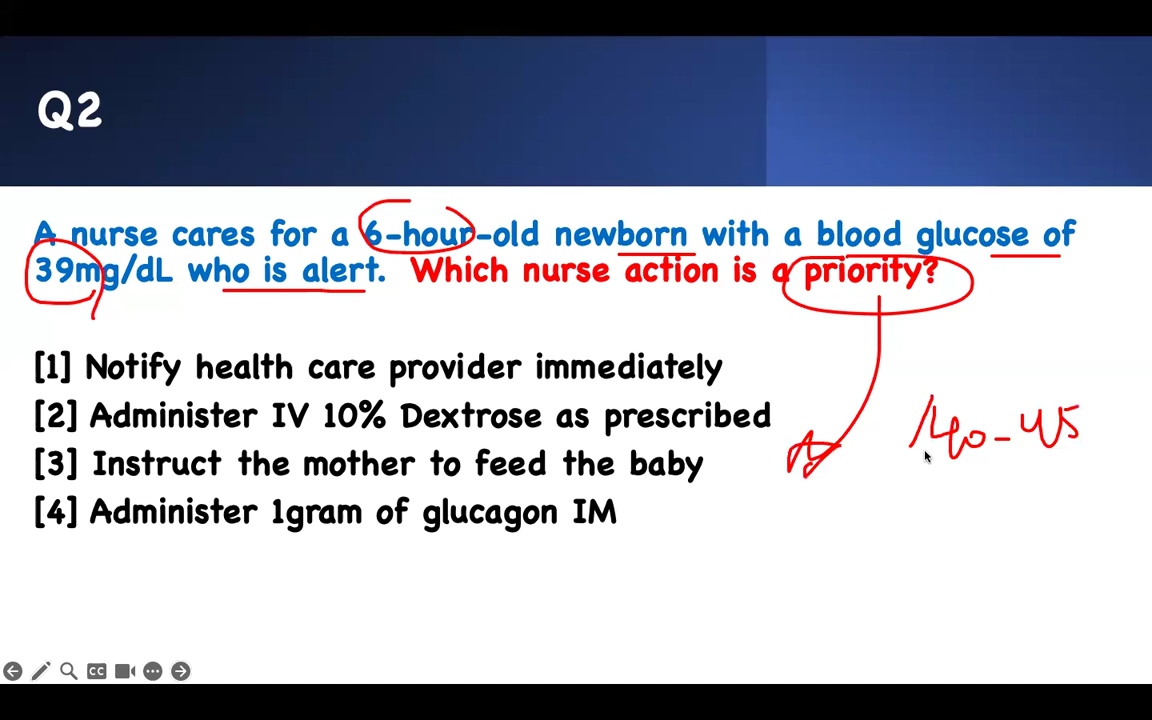 Q2
A nurse cares for a 6-hour-old newborn with a blood glucose of
39mg/dL who is alert. Which nurse action is a priority?
[1] Notify health care provider immediately
[2] Administer IV 10% Dextrose as prescribed
40-45
[3] Instruct the mother to feed the baby
[4] Administer 1gram of glucagon IM
CC